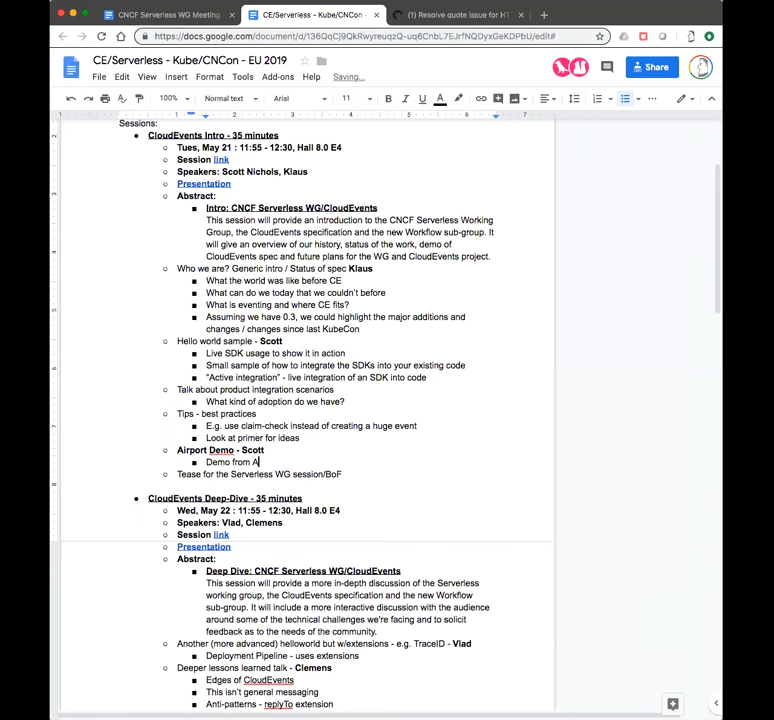 CNCF Serverless WG Meeting
CE/Serverless - Kube/CNCon -
(1) Resolve quote issue for HT
https://docs.google.com/document/d/136QqCj9QkRwyreuqzQ-uq6CnbL7EJrfNQDyxGeKDPbU/edit#
CE/Serverless - Kube/CNCon - EU 2019
File Edit View Insert Format Tools Add-ons Help Saving...
Share
100% Normal text Arial 11 B I U A
1 1 2 3 4 5 6 7
Sessions:
CloudEvents Intro - 35 minutes
Tues, May 21 : 11:55 - 12:30, Hall 8.0 E4
Session link
Speakers: Scott Nichols, Klaus
Presentation
Abstract:
Intro: CNCF Serverless WG/CloudEvents
This session will provide an introduction to the CNCF Serverless Working
Group, the CloudEvents specification and the new Workflow sub-group. It
will give an overview of our history, status of the work, demo of
CloudEvents spec and future plans for the WG and CloudEvents project.
Who we are? Generic intro / Status of spec Klaus
What the world was like before CE
What can do we today that we couldn't before
What is eventing and where CE fits?
Assuming we have 0.3, we could highlight the major additions and
changes / changes since last KubeCon
Hello world sample - Scott
Live SDK usage to show it in action
Small sample of how to integrate the SDKs into your existing code
"Active integration" - live integration of an SDK into code
Talk about product integration scenarios
What kind of adoption do we have?
Tips - best practices
E.g. use claim-check instead of creating a huge event
Look at primer for ideas
Airport Demo - Scott
Demo from A
Tease for the Serverless WG session/BoF
CloudEvents Deep-Dive - 35 minutes
Wed, May 22 : 11:55 - 12:30, Hall 8.0 E4
Speakers: Vlad, Clemens
Session link
Presentation
Abstract:
Deep Dive: CNCF Serverless WG/CloudEvents
This session will provide a more in-depth discussion of the Serverless
working group, the CloudEvents specification and the new Workflow
sub-group. It will include a more interactive discussion with the audience
around some of the technical challenges we're facing and to solicit
feedback as to the needs of the community.
Another (more advanced) helloworld but w/extensions - e.g. TraceID - Vlad
Deployment Pipeline - uses extensions
Deeper lessons learned talk - Clemens
Edges of CloudEvents
This isn't general messaging
Anti-patterns - replyTo extension